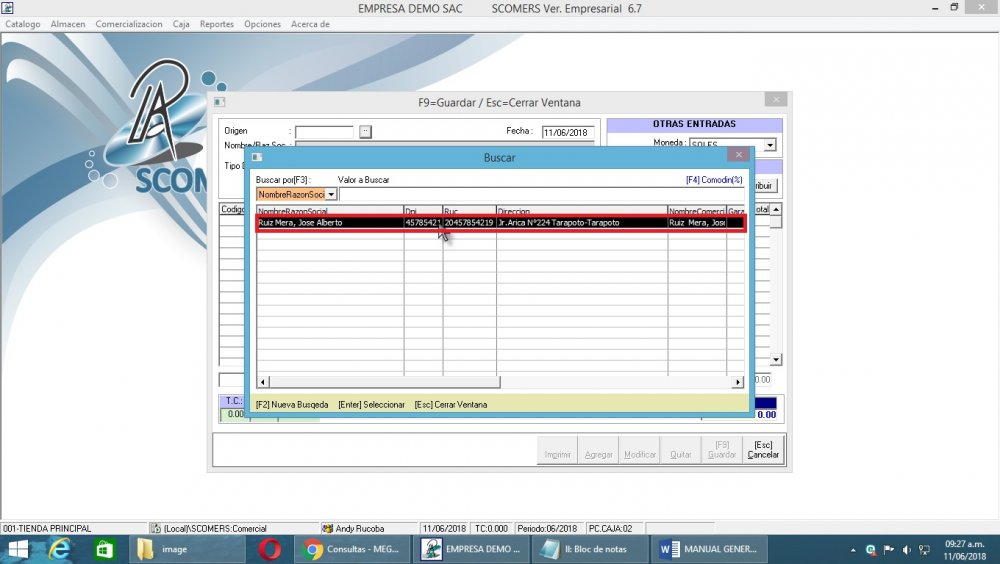 EMPRESA DEMO SAC SCOMERS Ver. Empresarial 6.7
Catalogo Almacen Comercializacion Caja Reportes Opciones Acerca de
SCOM
F9=Guardar / Esc=Cerrar Ventana
Origen : .. Fecha : 11/06/2018
OTRAS ENTRADAS
Nombre/Raz.Soc. :
Moneda : SOLES
Tipo
Buscar
Buscar por[F3] : Valor a Buscar [F4] Comodin(%)
NombreRazonSoci
NombreRazonSocial Dni Ruc Direccion NombreComerci Gara
Ruiz Mera, Jose Alberto 45785421 20457854219 Jr.Arica Nº224 Tarapoto-Tarapoto Ruiz Mera, Jose
[F2] Nueva Busqeda [Enter] Seleccionar [Esc] Cerrar Ventana
Codigo
T.C.:
0.00
0.00
0.00
Imprimir Agregar Modificar Quitar [F9] Guardar [Esc] Cancelar
001-TIENDA PRINCIPAL (Local)\SCOMERS:Comercial Andy Rucoba 11/06/2018 TC:0.000 Periodo:06/2018 PC.CAJA:02
image Consultas - MEG... EMPRESA DEMO ... II: Bloc de notas MANUAL GENER...
09:27 a.m.
11/06/2018